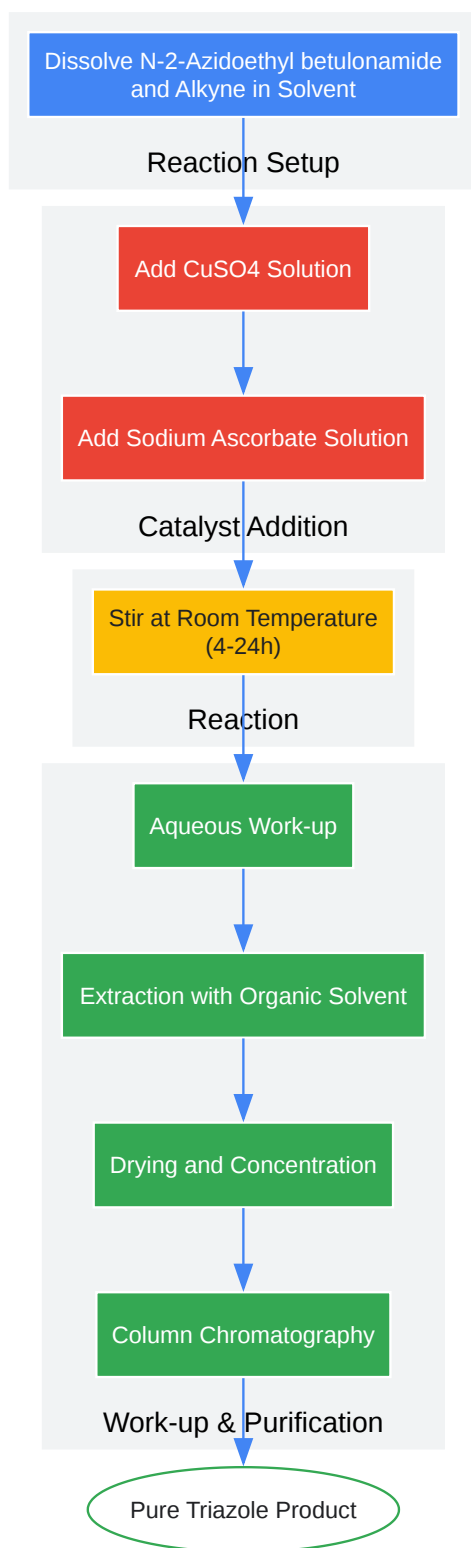 Dissolve N-2-Azidoethyl betulonamide
and Alkyne in Solvent
Reaction Setup
Add CuSO4 Solution
Add Sodium Ascorbate Solution
Catalyst Addition
Stir at Room Temperature
(4-24h)
Reaction
Aqueous Work-up
Extraction with Organic Solvent
Drying and Concentration
Column Chromatography
Work-up & Purification
Pure Triazole Product